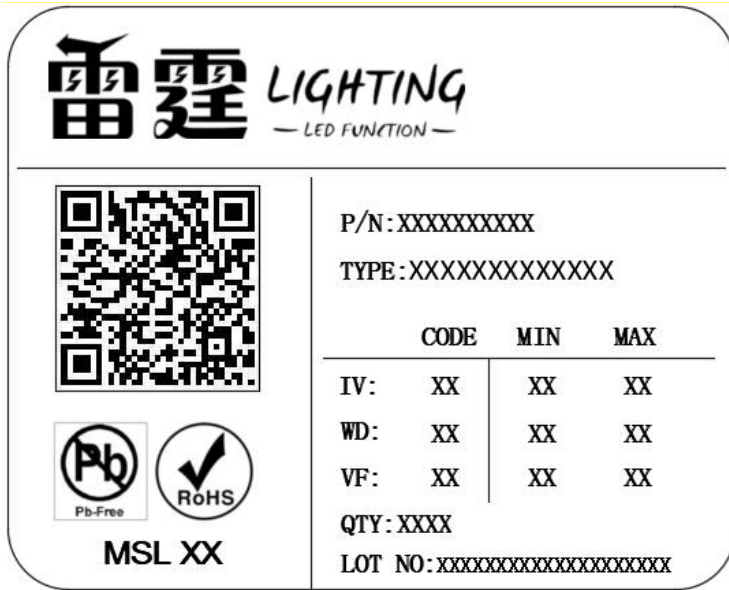 雷霆 LIGHTING
LED FUNCTION
P/N:XXXXXXXXXX
TYPE:XXXXXXXXXXXXX
CODE MIN MAX
IV: XX XX XX
WD: XX XX XX
VF: XX XX XX
QTY:XXXX
LOT NO:XXXXXXXXXXXXXXXXXXXX
Pb
Pb-Free
RoHS
MSL XX